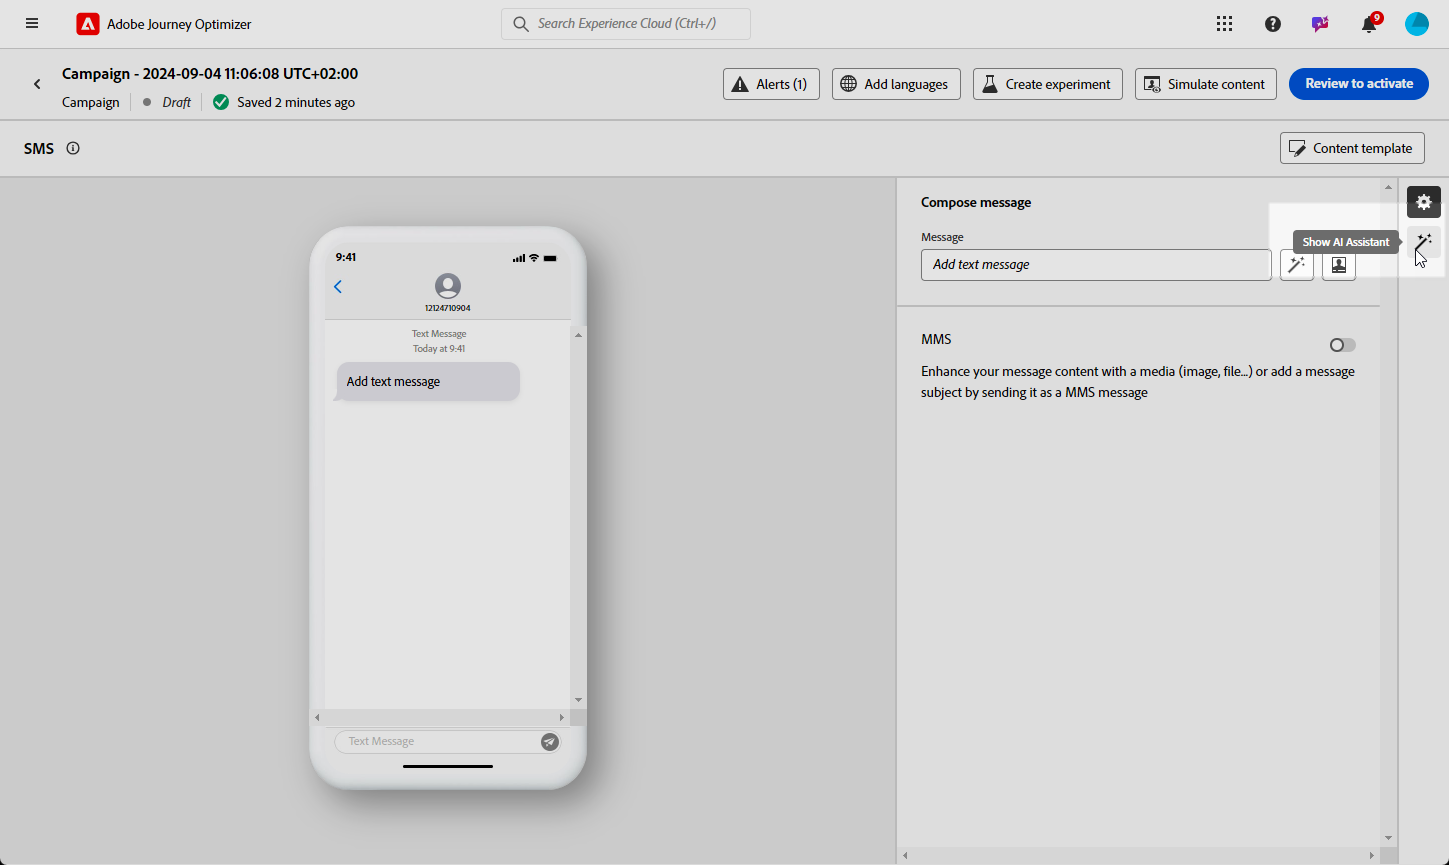 Adobe Journey Optimizer
Search Experience Cloud (Ctrl+/)
9
Campaign - 2024-09-04 11:06:08 UTC+02:00
Campaign
Draft
Saved 2 minutes ago
Alerts (1)
Add languages
Create experiment
Simulate content
Review to activate
SMS
Content template
9:41
12124710904
Text Message
Today at 9:41
Add text message
Text Message
Compose message
Message
Add text message
Show AI Assistant
MMS
Enhance your message content with a media (image, file...) or add a message
subject by sending it as a MMS message